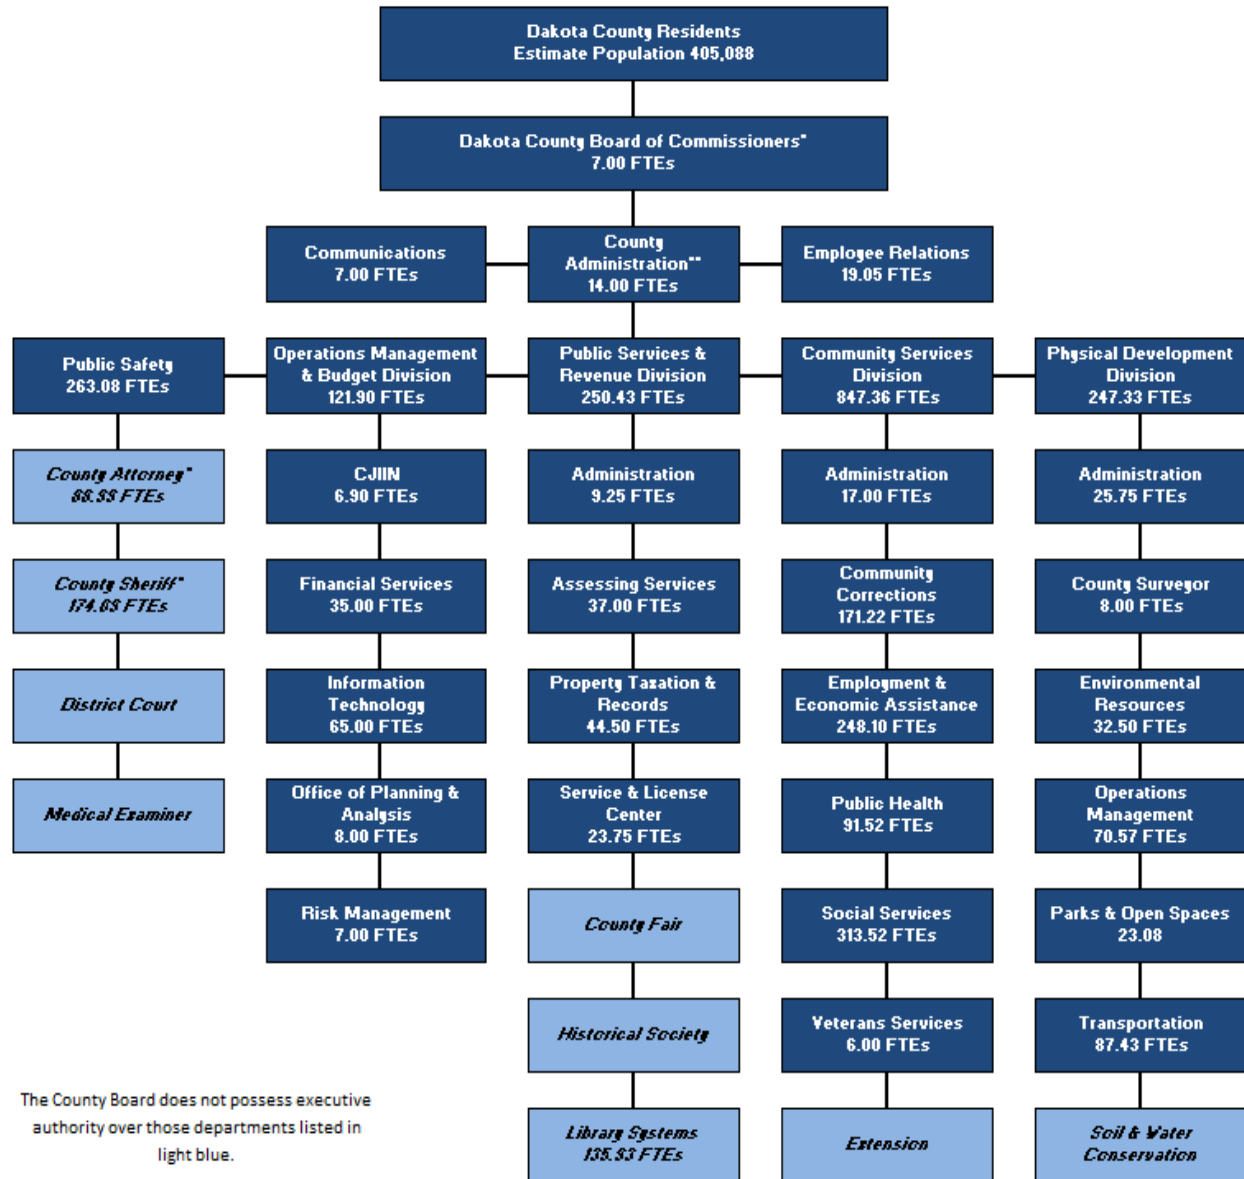 Dakota County Residents
Estimate Population 405,088
Dakota County Board of Commissioners*
7.00 FTEs
Communications
7.00 FTEs
County
Administration**
14.00 FTEs
Employee Relations
19.05 FTEs
Public Safety
263.08 FTEs
Operations Management
& Budget Division
121.90 FTEs
Public Services &
Revenue Division
250.43 FTEs
Community Services
Division
847.36 FTEs
Physical Development
Division
247.33 FTEs
County Attorney*
88.99 FTEs
CJIIN
6.90 FTEs
Administration
9.25 FTEs
Administration
17.00 FTEs
Administration
25.75 FTEs
County Sheriff*
174.09 FTEs
Financial Services
35.00 FTEs
Assessing Services
37.00 FTEs
Community
Corrections
171.22 FTEs
County Surveyor
8.00 FTEs
District Court
Information
Technology
65.00 FTEs
Property Taxation &
Records
44.50 FTEs
Employment &
Economic Assistance
248.10 FTEs
Environmental
Resources
32.50 FTEs
Medical Examiner
Office of Planning &
Analysis
8.00 FTEs
Service & License
Center
23.75 FTEs
Public Health
91.52 FTEs
Operations
Management
70.57 FTEs
Risk Management
7.00 FTEs
County Fair
Social Services
313.52 FTEs
Parks & Open Spaces
23.08
Historical Society
Veterans Services
6.00 FTEs
Transportation
87.43 FTEs
Library Systems
135.93 FTEs
Extension
Soil & Water
Conservation
The County Board does not possess executive
authority over those departments listed in
light blue.